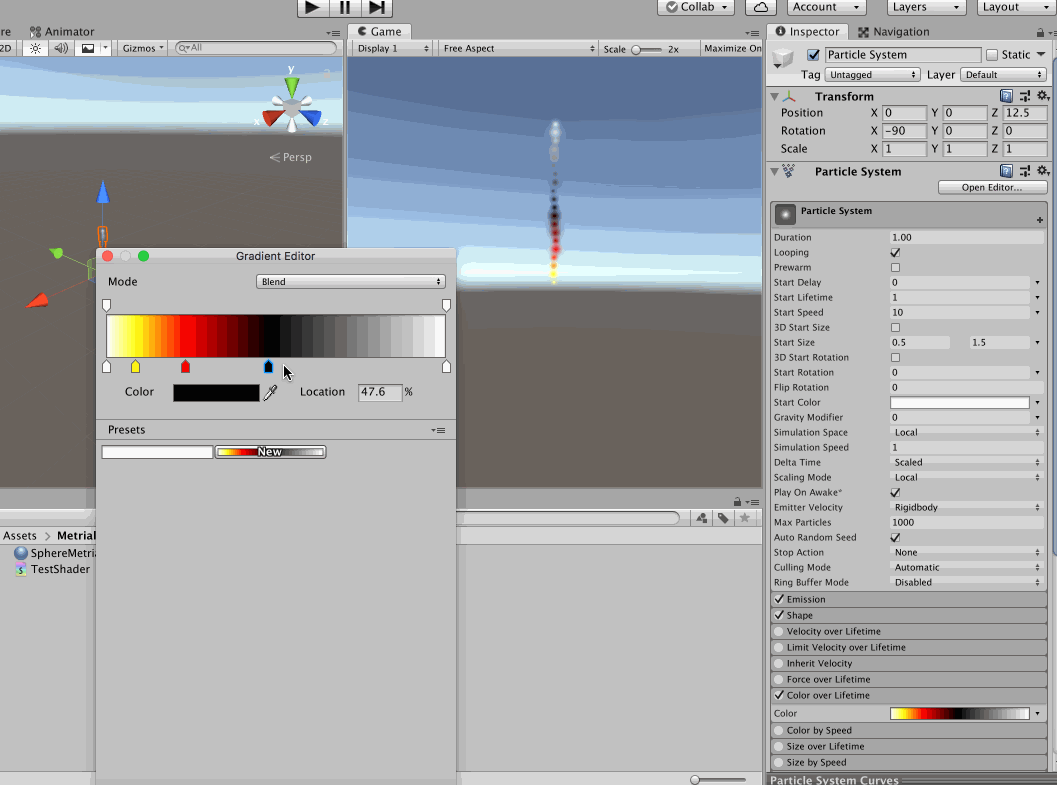 Collab Account Layers Layout
re Animator Game Inspector Navigation
2D Gizmos All Display 1 Free Aspect Scale 2x Maximize On
Particle System Static
Tag Untagged Layer Default
Transform
Position X 0 Y 0 Z 12.5
Rotation X -90 Y 0 Z 0
Scale X 1 Y 1 Z 1
y
x z
Persp
Particle System
Open Editor...
Particle System
Duration 1.00
Looping
Prewarm
Start Delay 0
Start Lifetime 1
Start Speed 10
3D Start Size
Start Size 0.5 1.5
3D Start Rotation
Start Rotation 0
Flip Rotation 0
Start Color
Gravity Modifier 0
Simulation Space Local
Simulation Speed 1
Delta Time Scaled
Scaling Mode Local
Play On Awake*
Emitter Velocity Rigidbody
Max Particles 1000
Auto Random Seed
Stop Action None
Culling Mode Automatic
Ring Buffer Mode Disabled
Emission
Shape
Velocity over Lifetime
Limit Velocity over Lifetime
Inherit Velocity
Force over Lifetime
Color over Lifetime
Color
Color by Speed
Size over Lifetime
Size by Speed
Particle System Curves
Gradient Editor
Mode Blend
Color Location 47.6 %
Presets
New
Assets > Metrial
SphereMetria
TestShader